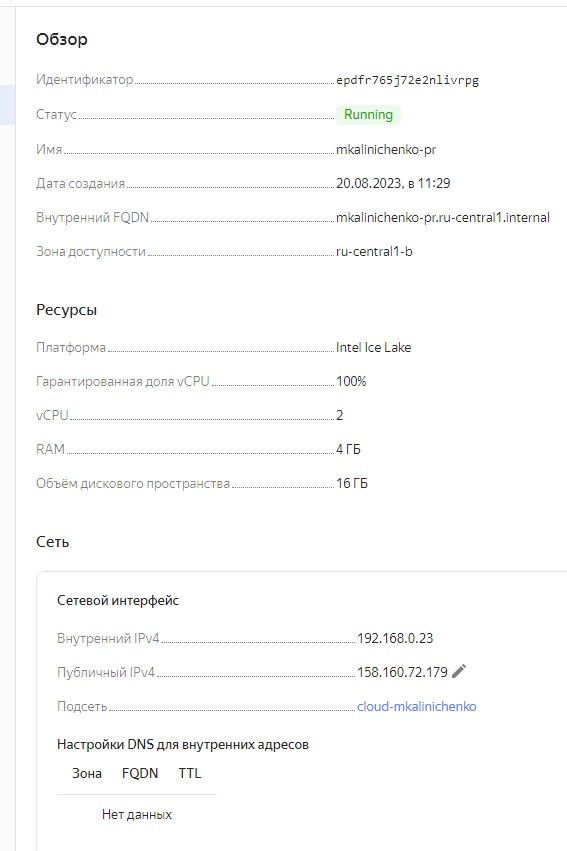 Обзор
Идентификатор epdfr765j72e2nlivrpg
Статус Running
Имя mkalinichenko-pr
Дата создания 20.08.2023, в 11:29
Внутренний FQDN mkalinichenko-pr.ru-central1.internal
Зона доступности ru-central1-b
Ресурсы
Платформа Intel Ice Lake
Гарантированная доля vCPU 100%
vCPU 2
RAM 4 ГБ
Объём дискового пространства 16 ГБ
Сеть
Сетевой интерфейс
Внутренний IPv4 192.168.0.23
Публичный IPv4 158.160.72.179
Подсеть cloud-mkalinichenko
Настройки DNS для внутренних адресов
Зона FQDN TTL
Нет данных